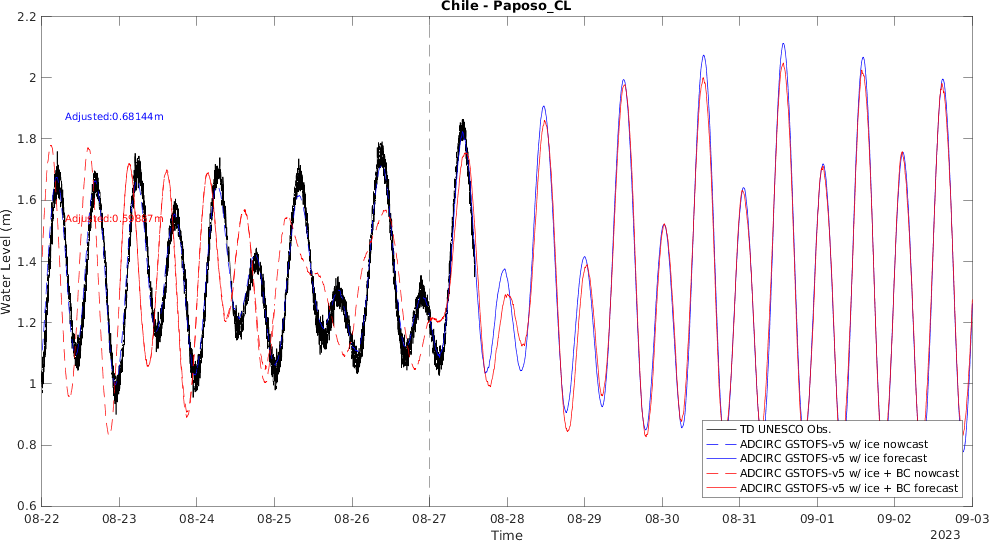 Chile - Paposo_CL
2.2
2
1.8
1.6
1.4
1.2
1
0.8
0.6
Water Level (m)
Adjusted:0.68144m
Adjusted:0.59887m
TD UNESCO Obs.
ADCIRC GSTOFS-v5 w/ ice nowcast
ADCIRC GSTOFS-v5 w/ ice forecast
ADCIRC GSTOFS-v5 w/ ice + BC nowcast
ADCIRC GSTOFS-v5 w/ ice + BC forecast
08-22 08-23 08-24 08-25 08-26 08-27 08-28 08-29 08-30 08-31 09-01 09-02 09-03
Time
2023